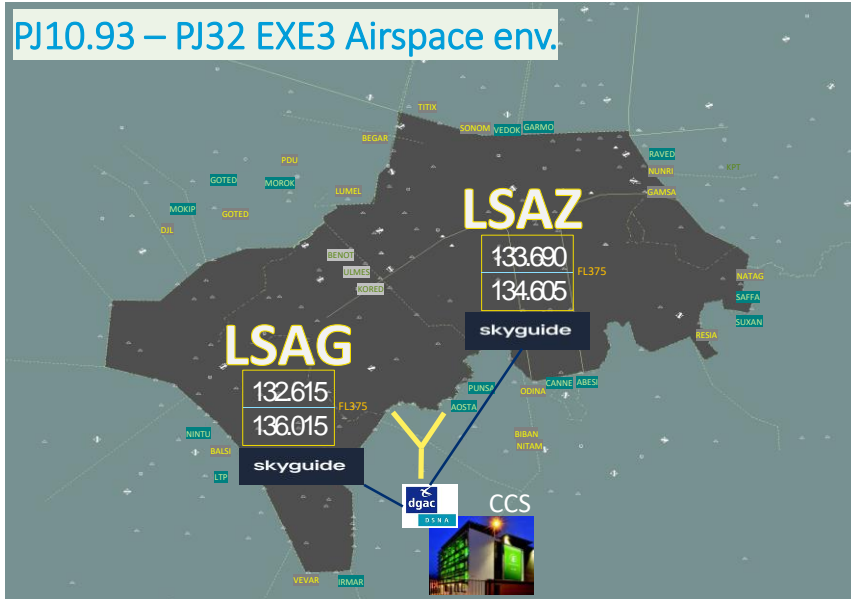 PJ10.93 – PJ32 EXE3 Airspace env.
TITIX
BEGAR
SONOM
VEDOK
GARMO
PDU
RAVED
GOTED
MOROK
LUMEL
NUNRI
KPT
GAMSA
MOKIP
GOTED
DJL
LSAZ
133.690
FL375
134.605
skyguide
BENOT
ULMES
KORED
NATAG
SAFFA
SUXAN
RESIA
LSAG
132.615
FL375
136.015
skyguide
PUNSA
AOSTA
ODINA
CANNE
ABESI
NINTU
BALSI
LTP
BIBAN
NITAM
dgac
DSNA
CCS
VEVAR
IRMAR